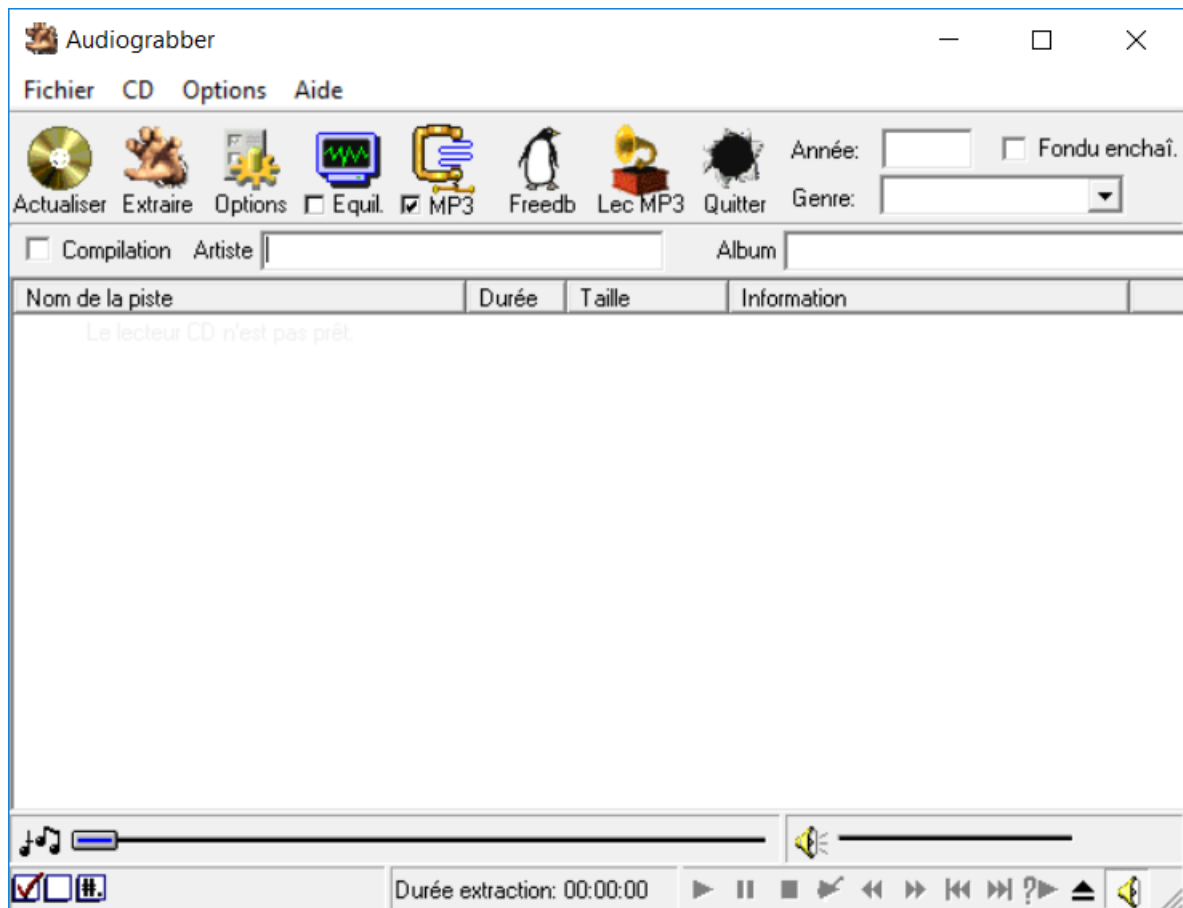 Audiograbber
Fichier CD Options Aide
Actualiser Extraire Options Equil. MP3 Freedb Lec MP3 Quitter
Année: Fondu enchaî.
Genre:
Compilation Artiste Album
Nom de la piste Durée Taille Information
Le lecteur CD n'est pas prêt.
Durée extraction: 00:00:00